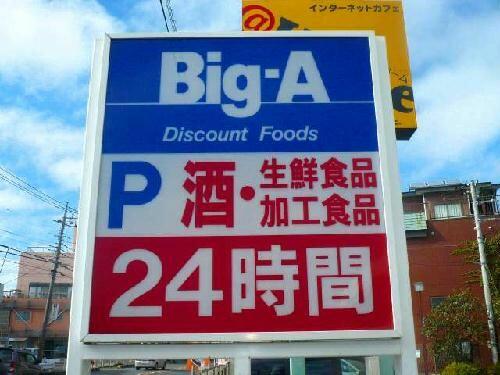 インターネットカフェ
@
Big-A
Discount Foods
P 酒・生鮮食品
加工食品
24時間